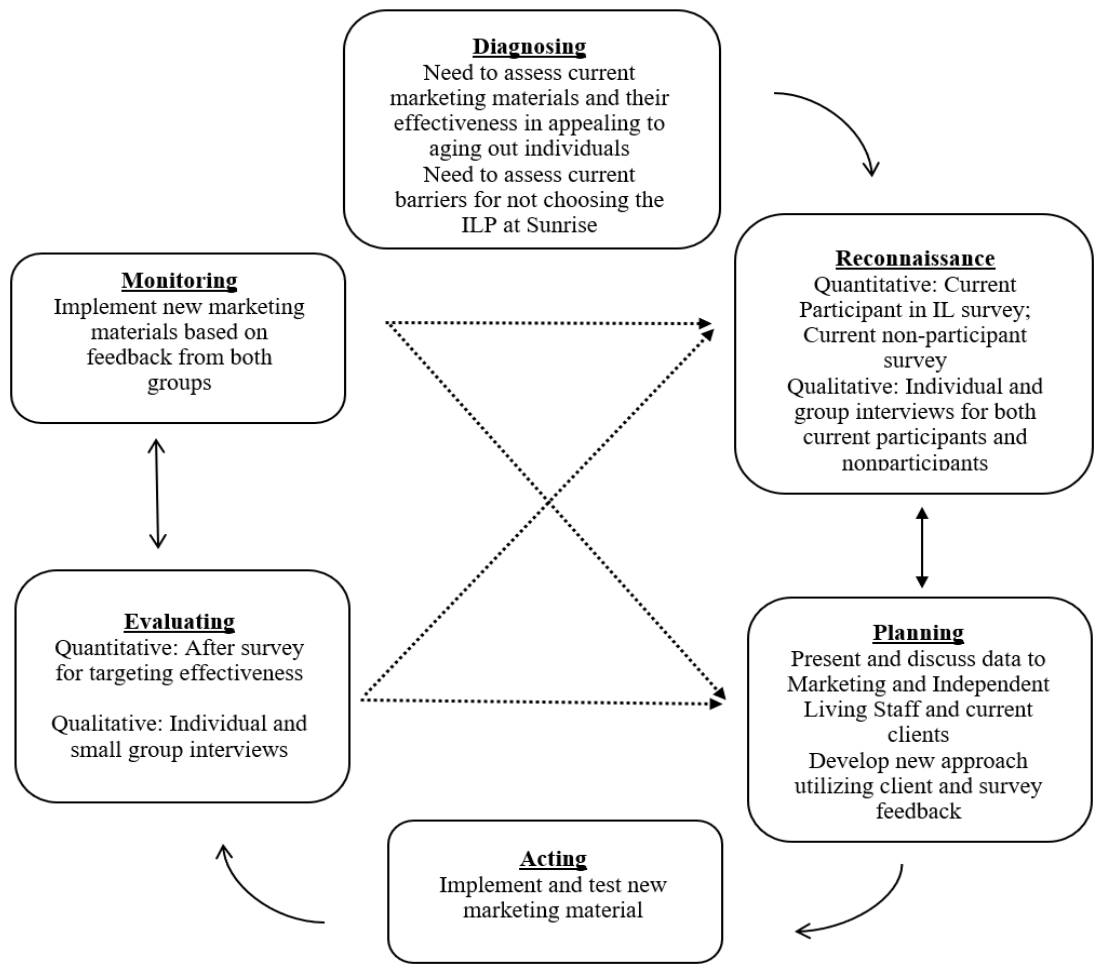 Diagnosing
Need to assess current
marketing materials and their
effectiveness in appealing to
aging out individuals
Need to assess current
barriers for not choosing the
ILP at Sunrise
Reconnaissance
Quantitative: Current
Participant in IL survey;
Current non-participant
survey
Qualitative: Individual and
group interviews for both
current participants and
nonparticipants
Planning
Present and discuss data to
Marketing and Independent
Living Staff and current
clients
Develop new approach
utilizing client and survey
feedback
Acting
Implement and test new
marketing material
Evaluating
Quantitative: After survey
for targeting effectiveness
Qualitative: Individual and
small group interviews
Monitoring
Implement new marketing
materials based on
feedback from both
groups